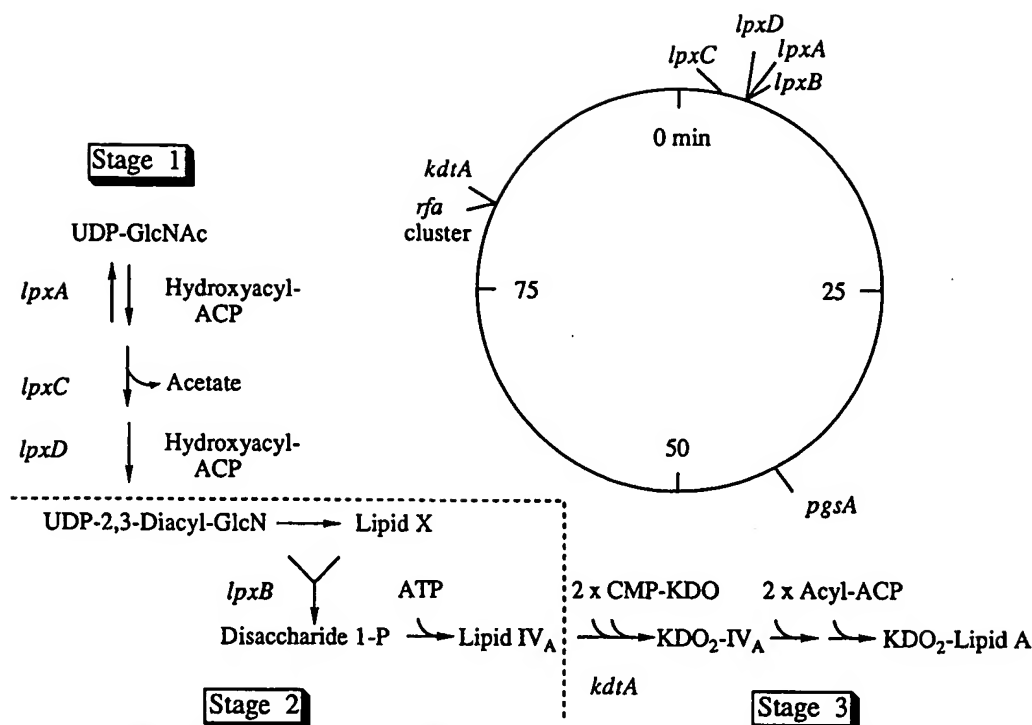 lpxD
lpxC
lpxA
lpxB
0 min
Stage 1
kdtA
rfa
cluster
UDP-GlcNAc
75
25
lpxA
Hydroxyacyl-
ACP
lpxC
Acetate
lpxD
Hydroxyacyl-
ACP
50
pgsA
UDP-2,3-Diacyl-GlcN
Lipid X
lpxB
ATP
2 x CMP-KDO
2 x Acyl-ACP
Disaccharide 1-P
Lipid IVA
KDO2-IVA
KDO2-Lipid A
kdtA
Stage 2
Stage 3